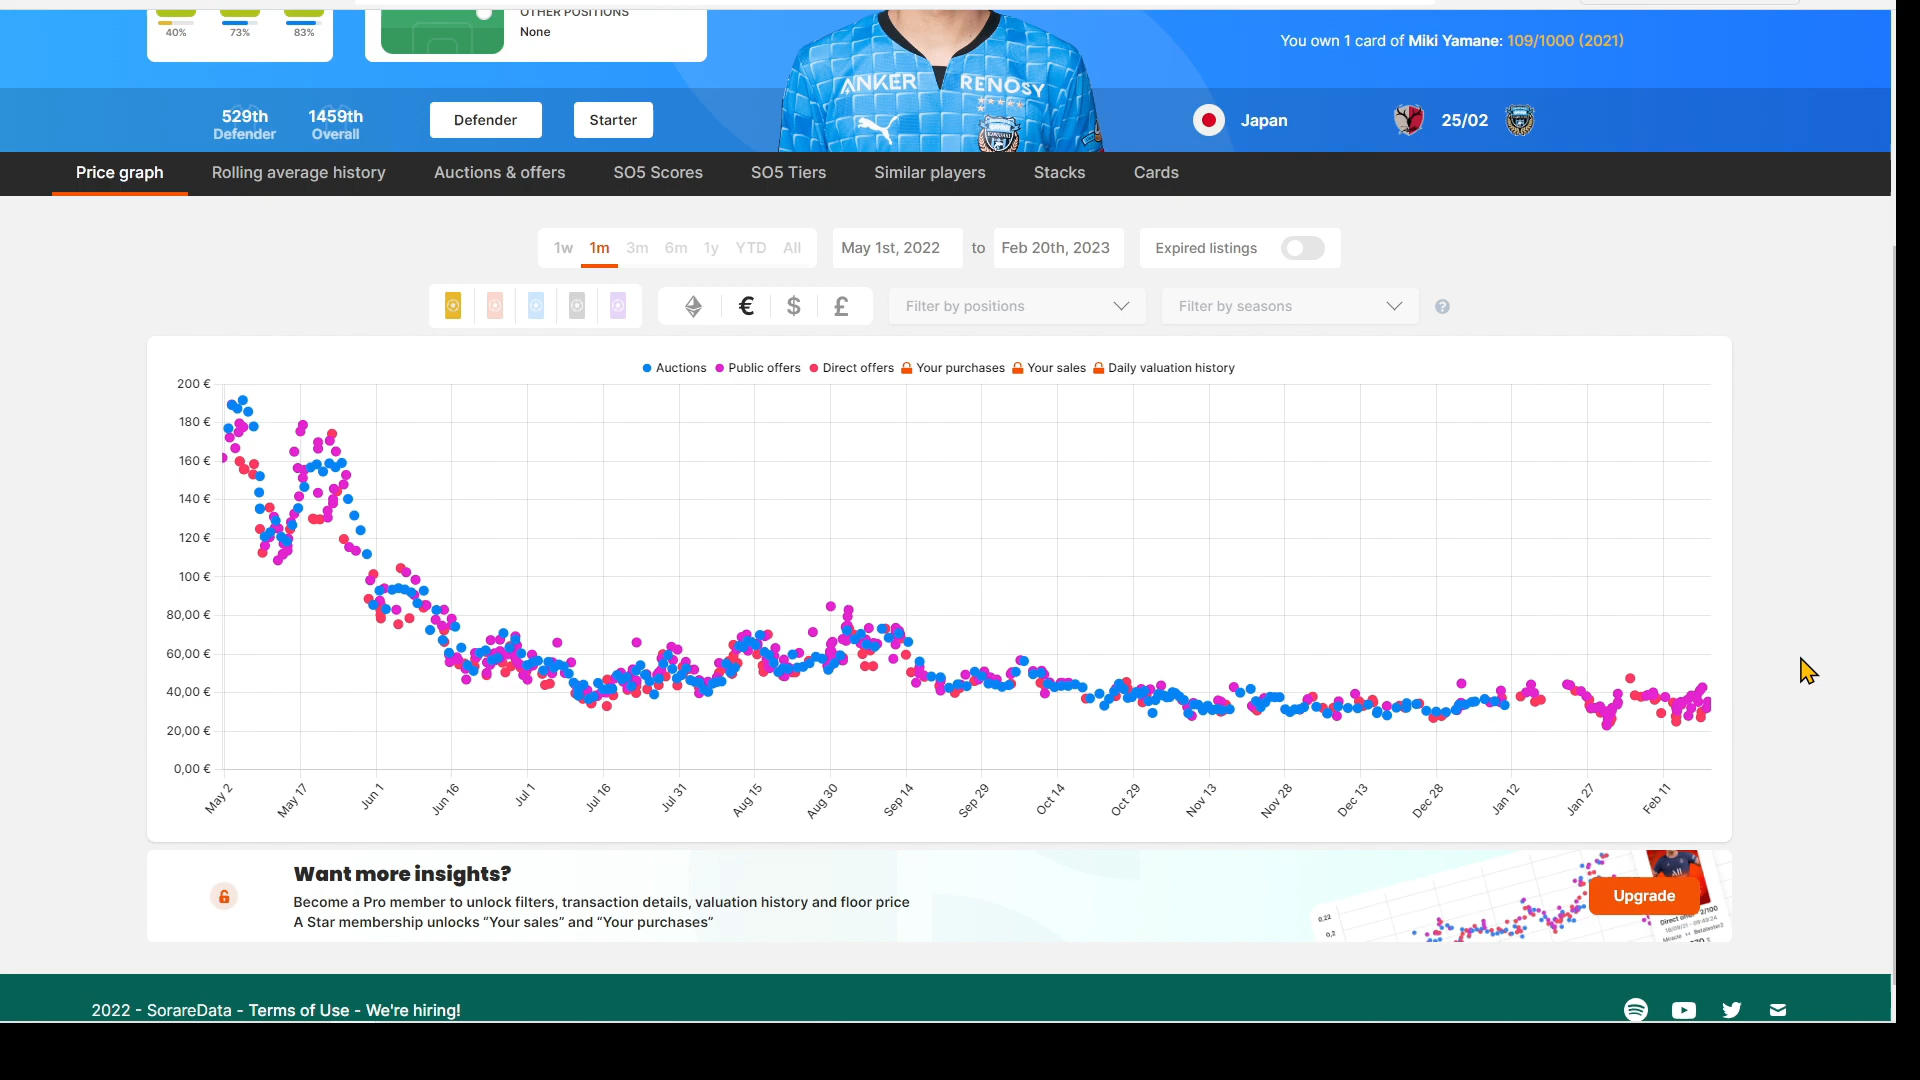 40% 73% 83%
OTHER POSITIONS
None
ANKER RENOSY
You own 1 card of Miki Yamane: 109/1000 (2021)
529th 1459th
Defender Overall
Defender Starter
Japan 25/02
Price graph Rolling average history Auctions & offers SO5 Scores SO5 Tiers Similar players Stacks Cards
1w 1m 3m 6m 1y YTD All May 1st, 2022 to Feb 20th, 2023 Expired listings
€ $ £ Filter by positions Filter by seasons ?
Auctions Public offers Direct offers Your purchases Your sales Daily valuation history
200 €
180 €
160 €
140 €
120 €
100 €
80,00 €
60,00 €
40,00 €
20,00 €
0,00 €
May 2 May 17 Jun 1 Jun 16 Jul 1 Jul 16 Jul 31 Aug 15 Aug 30 Sep 14 Sep 29 Oct 14 Oct 29 Nov 13 Nov 28 Dec 13 Dec 28 Jan 12 Jan 27 Feb 11
Want more insights?
Become a Pro member to unlock filters, transaction details, valuation history and floor price
A Star membership unlocks “Your sales” and “Your purchases”
Upgrade
0,22
0,2
2022 - SorareData - Terms of Use - We're hiring!